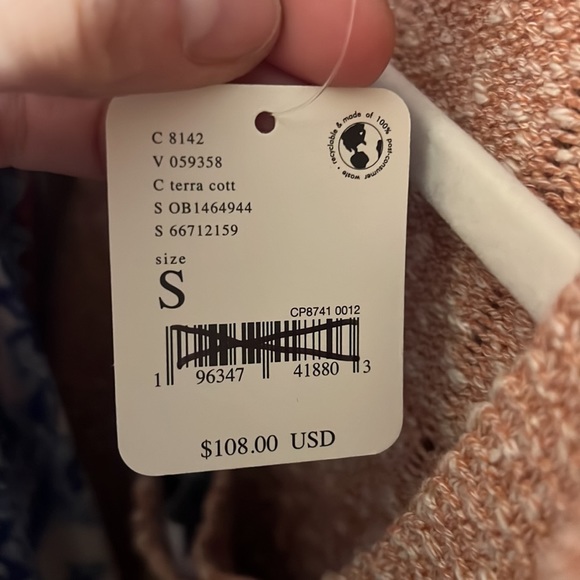 recyclable & made of 100% post-consumer waste •
C 8142
V 059358
C terra cott
S OB1464944
S 66712159
size
S
CP8741 0012
1 96347 41880 3
$108.00 USD